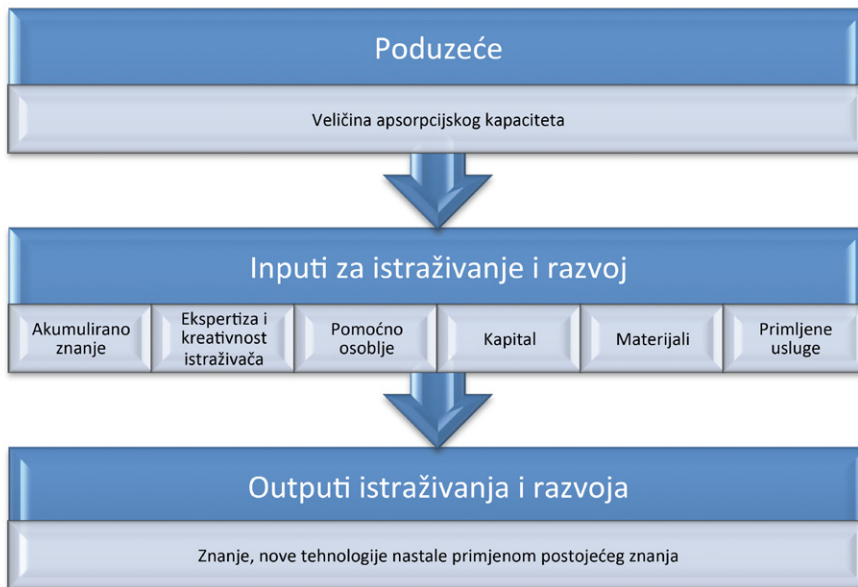 Poduzeće
Veličina apsorpcijskog kapaciteta
Inputi za istraživanje i razvoj
Akumulirano
znanje
Ekspertiza i
kreativnost
istraživača
Pomoćno
osoblje
Kapital
Materijali
Primljene
usluge
Outputi istraživanja i razvoja
Znanje, nove tehnologije nastale primjenom postojećeg znanja